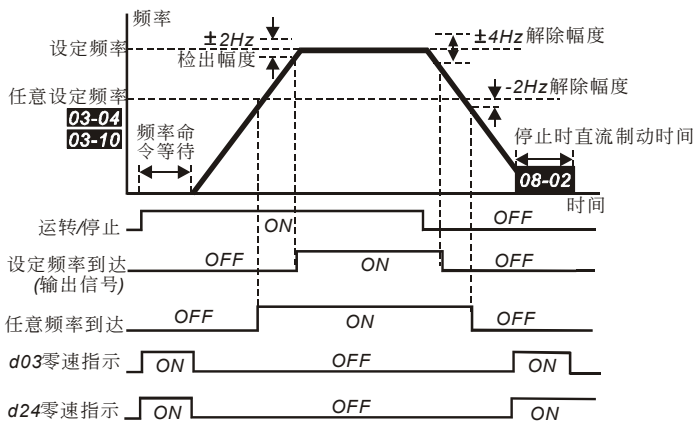 频率
±2Hz
检出幅度
±4Hz解除幅度
设定频率
-2Hz解除幅度
任意设定频率
03-04
03-10
频率命
令等待
停止时直流制动时间
08-02
时间
运转/停止
ON
OFF
设定频率到达
(输出信号)
OFF
ON
OFF
任意频率到达
OFF
ON
OFF
d03零速指示
ON
OFF
ON
d24零速指示
ON
OFF
ON